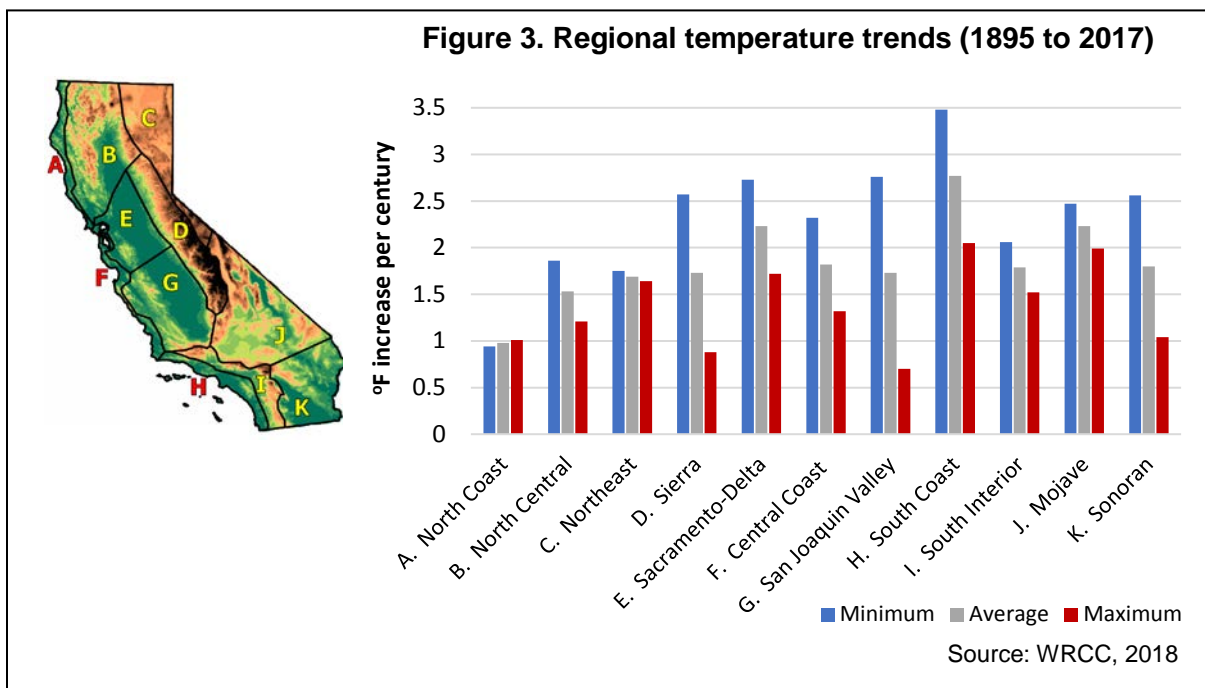 Figure 3. Regional temperature trends (1895 to 2017)
A
B
C
D
E
F
G
H
I
J
K
ºF increase per century
3.5
3
2.5
2
1.5
1
0.5
0
A. North Coast
B. North Central
C. Northeast
D. Sierra
E. Sacramento-Delta
F. Central Coast
G. San Joaquin Valley
H. South Coast
I. South Interior
J. Mojave
K. Sonoran
Minimum Average Maximum
Source: WRCC, 2018